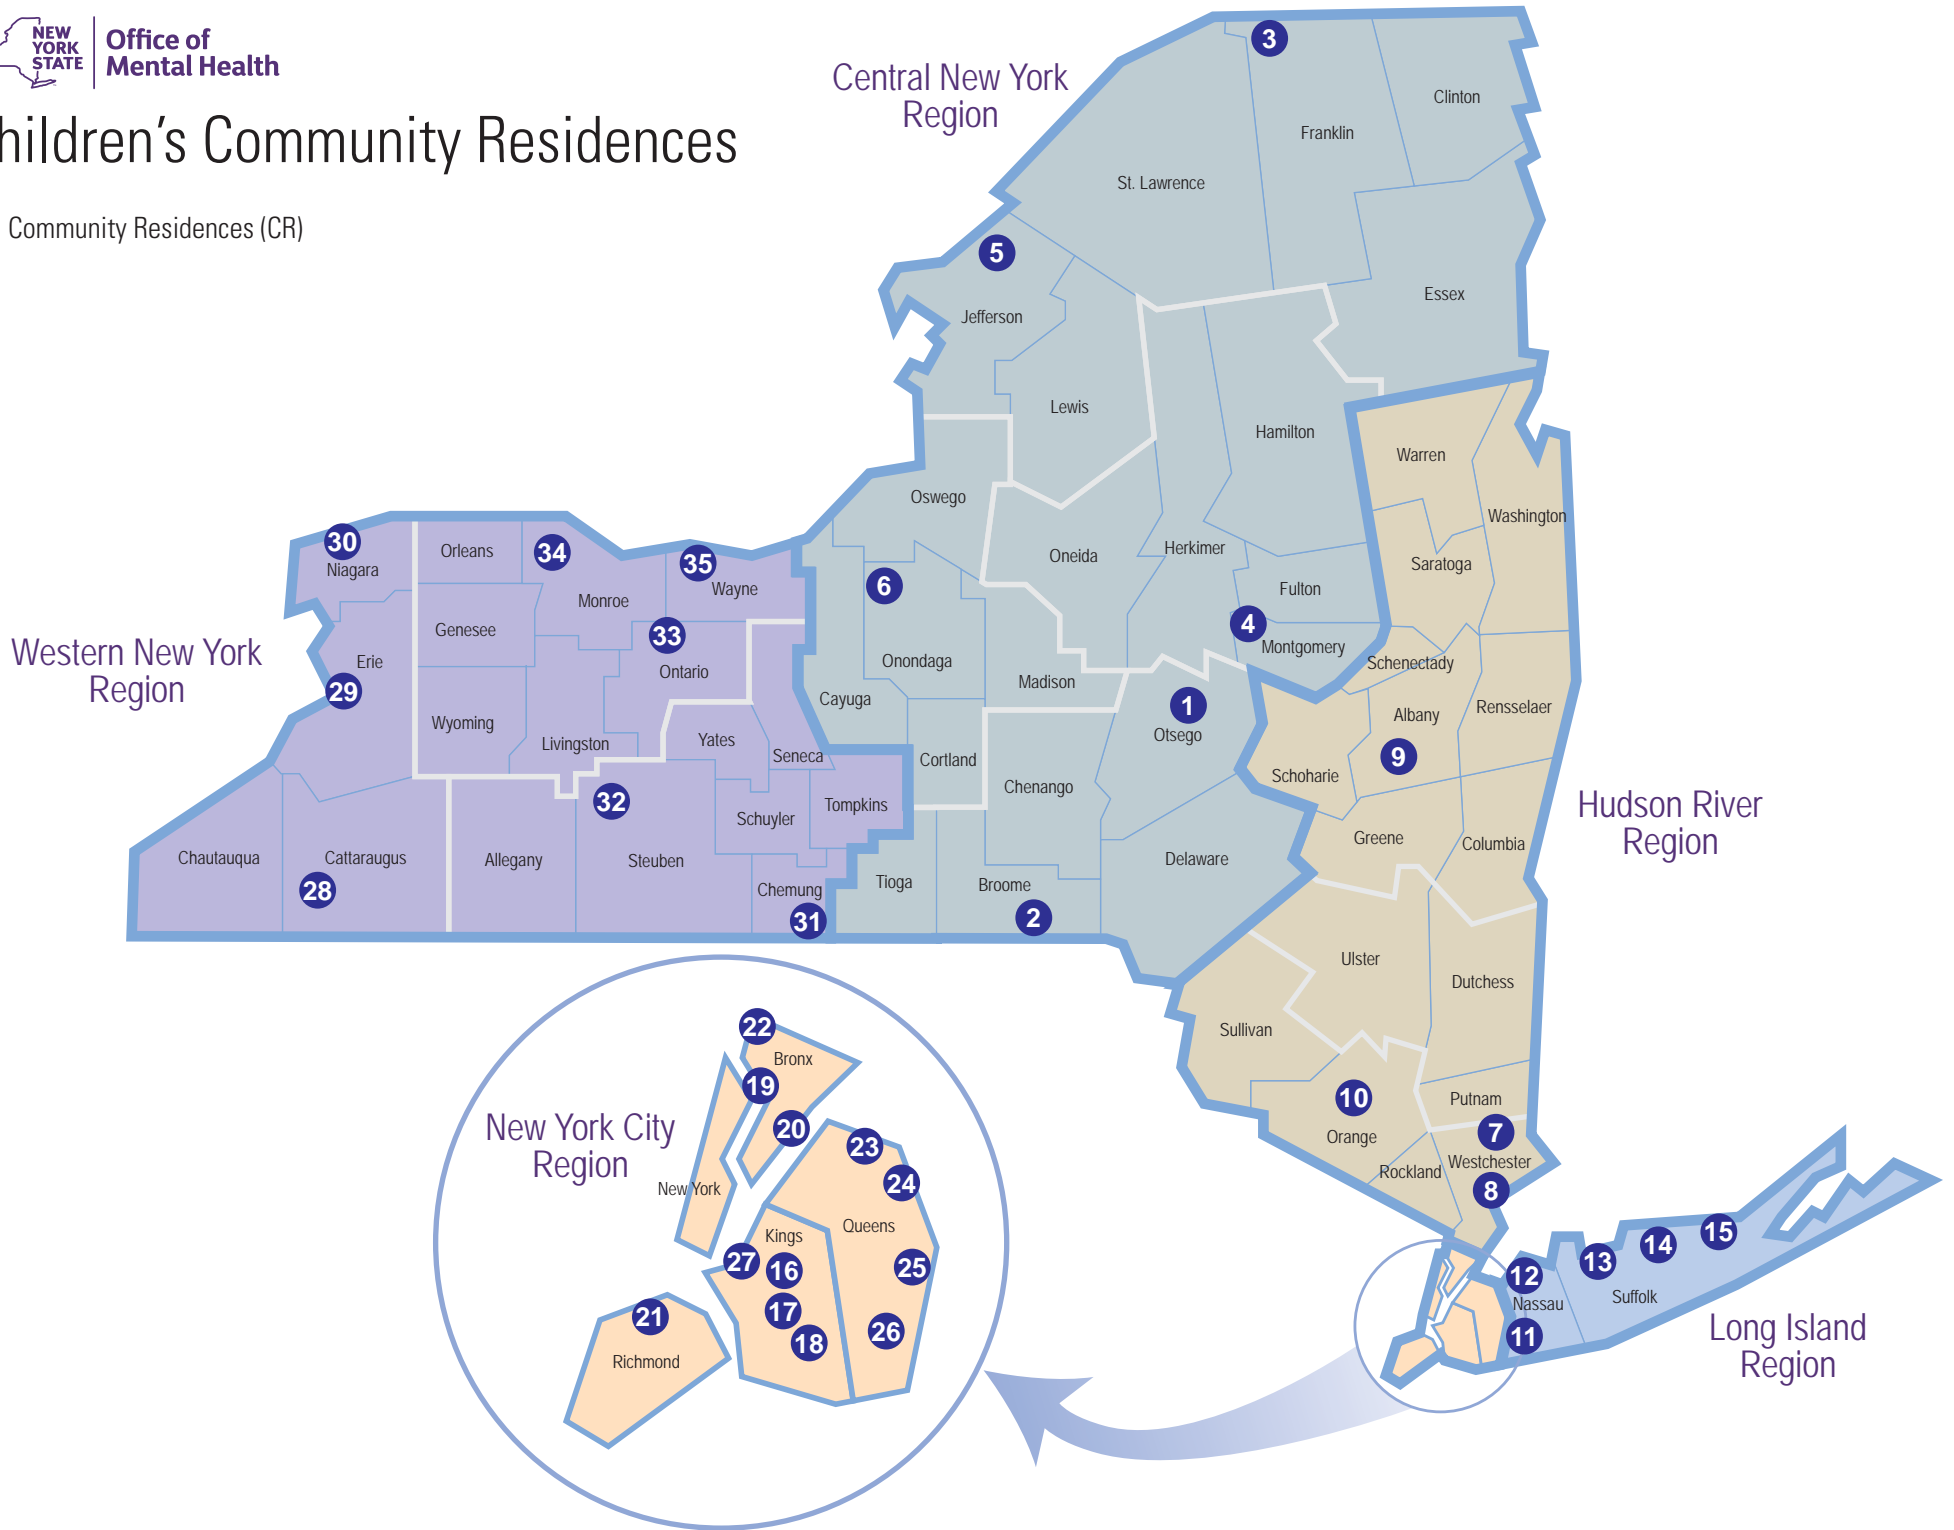 NEW
YORK
STATE
Office of
Mental Health
hildren's Community Residences
Community Residences (CR)
Central New York
Region
3
Clinton
Franklin
St. Lawrence
5
Essex
Jefferson
Lewis
Hamilton
Warren
Oswego
Washington
30
Niagara
Orleans
34
35
Wayne
Oneida
Herkimer
Saratoga
6
Fulton
Monroe
Genesee
33
4
Montgomery
Western New York
Region
Erie
29
Ontario
Onondaga
Schenectady
Madison
Cayuga
1
Otsego
Rensselaer
Albany
9
Wyoming
Livingston
Yates
Seneca
Cortland
Chenango
Schoharie
32
Schuyler
Tompkins
Hudson River
Region
Greene
Columbia
Chautauqua
Cattaraugus
28
Allegany
Steuben
Chemung
31
Tioga
Broome
2
Delaware
Ulster
Dutchess
Sullivan
22
Bronx
19
20
10
Orange
Putnam
7
Westchester
8
Rockland
New York City
Region
New York
23
24
Queens
Kings
27
16
17
18
25
26
21
Richmond
12
Nassau
11
13
14
15
Suffolk
Long Island
Region